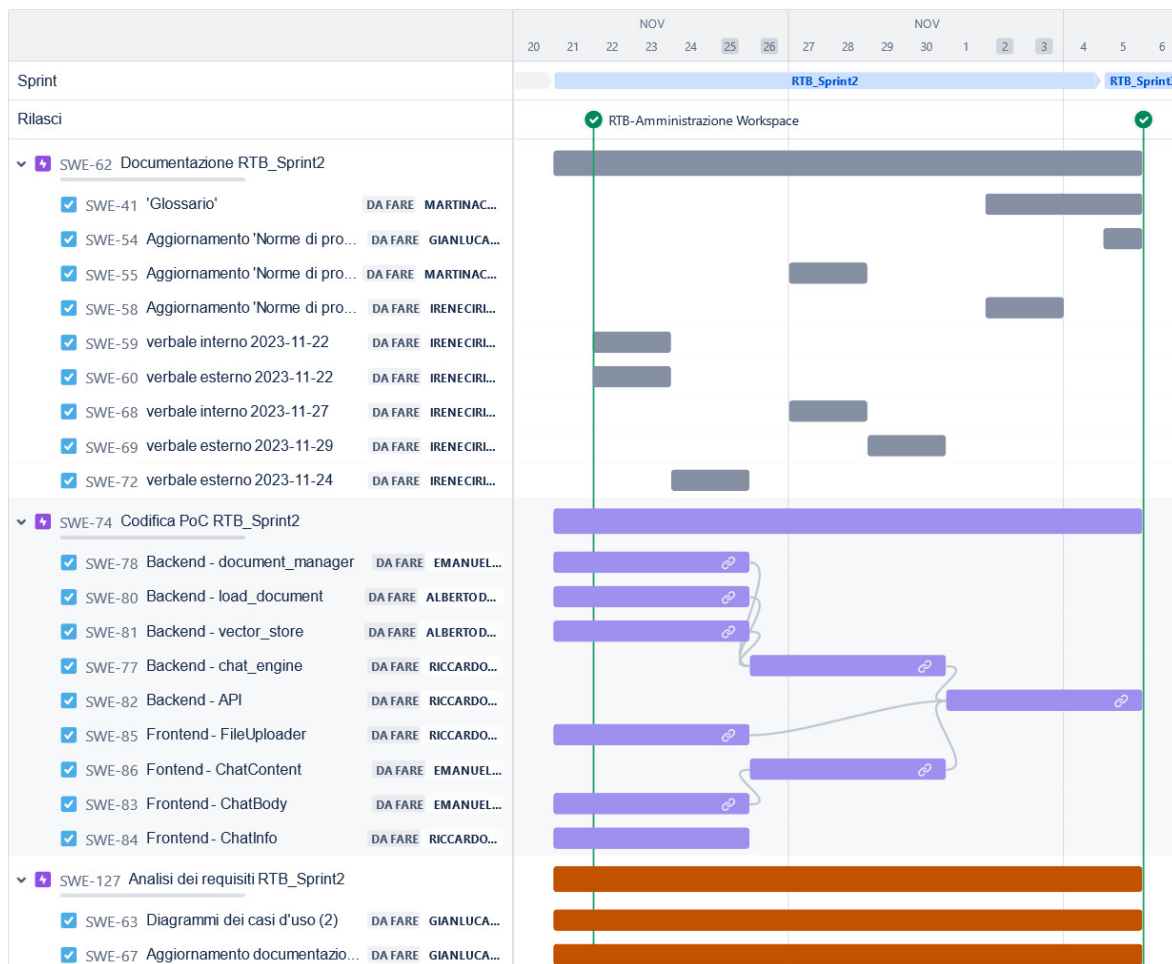 NOV NOV
20 21 22 23 24 25 26 27 28 29 30 1 2 3 4 5 6
Sprint RTB_Sprint2 RTB_Sprint3
Rilasci RTB-Amministrazione Workspace
SWE-62 Documentazione RTB_Sprint2
SWE-41 'Glossario' DA FARE MARTINAC...
SWE-54 Aggiornamento 'Norme di pro... DA FARE GIANLUCA...
SWE-55 Aggiornamento 'Norme di pro... DA FARE MARTINAC...
SWE-58 Aggiornamento 'Norme di pro... DA FARE IRENECIRI...
SWE-59 verbale interno 2023-11-22 DA FARE IRENECIRI...
SWE-60 verbale esterno 2023-11-22 DA FARE IRENECIRI...
SWE-68 verbale interno 2023-11-27 DA FARE IRENECIRI...
SWE-69 verbale esterno 2023-11-29 DA FARE IRENECIRI...
SWE-72 verbale esterno 2023-11-24 DA FARE IRENECIRI...
SWE-74 Codifica PoC RTB_Sprint2
SWE-78 Backend - document_manager DA FARE EMANUEL...
SWE-80 Backend - load_document DA FARE ALBERTO D...
SWE-81 Backend - vector_store DA FARE ALBERTO D...
SWE-77 Backend - chat_engine DA FARE RICCARDO...
SWE-82 Backend - API DA FARE RICCARDO...
SWE-85 Frontend - FileUploader DA FARE RICCARDO...
SWE-86 Fontend - ChatContent DA FARE EMANUEL...
SWE-83 Frontend - ChatBody DA FARE EMANUEL...
SWE-84 Frontend - ChatInfo DA FARE RICCARDO...
SWE-127 Analisi dei requisiti RTB_Sprint2
SWE-63 Diagrammi dei casi d'uso (2) DA FARE GIANLUCA...
SWE-67 Aggiornamento documentazio... DA FARE GIANLUCA...